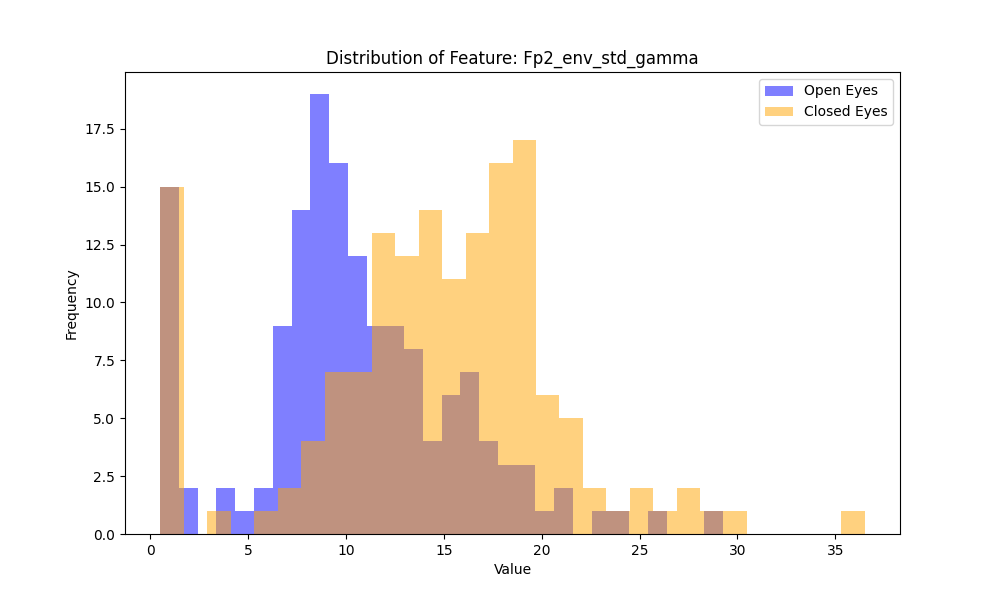 Distribution of Feature: Fp2_env_std_gamma
Open Eyes
Closed Eyes
Frequency
17.5
15.0
12.5
10.0
7.5
5.0
2.5
0.0
0 5 10 15 20 25 30 35
Value